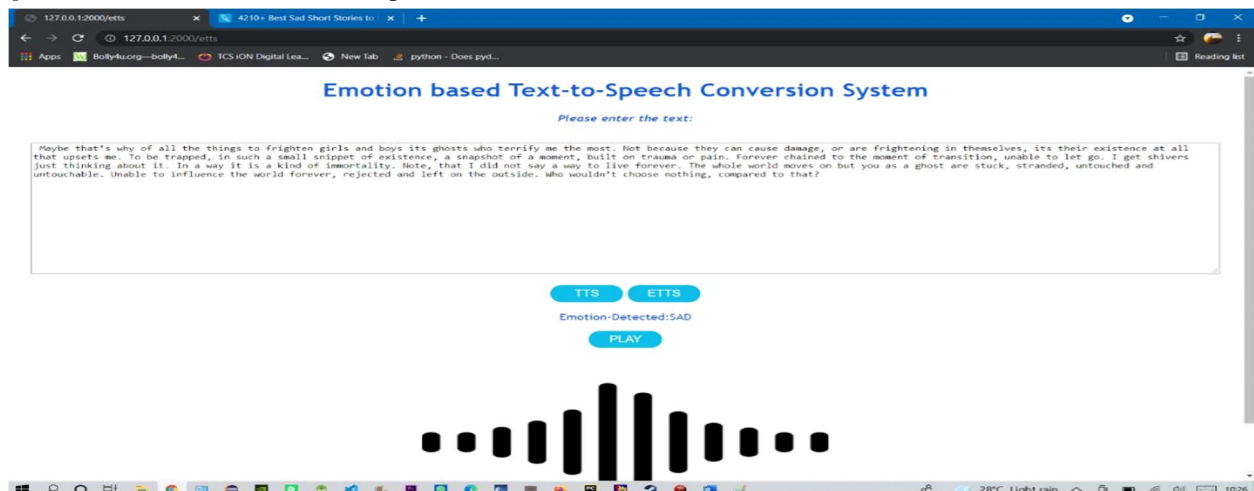 127.0.0.1:2000/etts
4210+ Best Sad Short Stories to
127.0.0.1:2000/etts
Apps
Bolly4u.org—bolly4...
TCS iON Digital Lea...
New Tab
python - Does pyd...
Reading list
Emotion based Text-to-Speech Conversion System
Please enter the text:
Maybe that's why of all the things to frighten girls and boys its ghosts who terrify me the most. Not because they can cause damage, or are frightening in themselves, its their existence at all
that upsets me. To be trapped, in such a small snippet of existence, a snapshot of a moment, built on trauma or pain. Forever chained to the moment of transition, unable to let go. I get shivers
just thinking about it. In a way it is a kind of immortality. Note, that I did not say a way to live forever. The whole world moves on but you as a ghost are stuck, stranded, untouched and
untouchable. Unable to influence the world forever, rejected and left on the outside. Who wouldn't choose nothing, compared to that?
TTS
ETTS
Emotion-Detected:SAD
PLAY
28°C Light rain
10:26